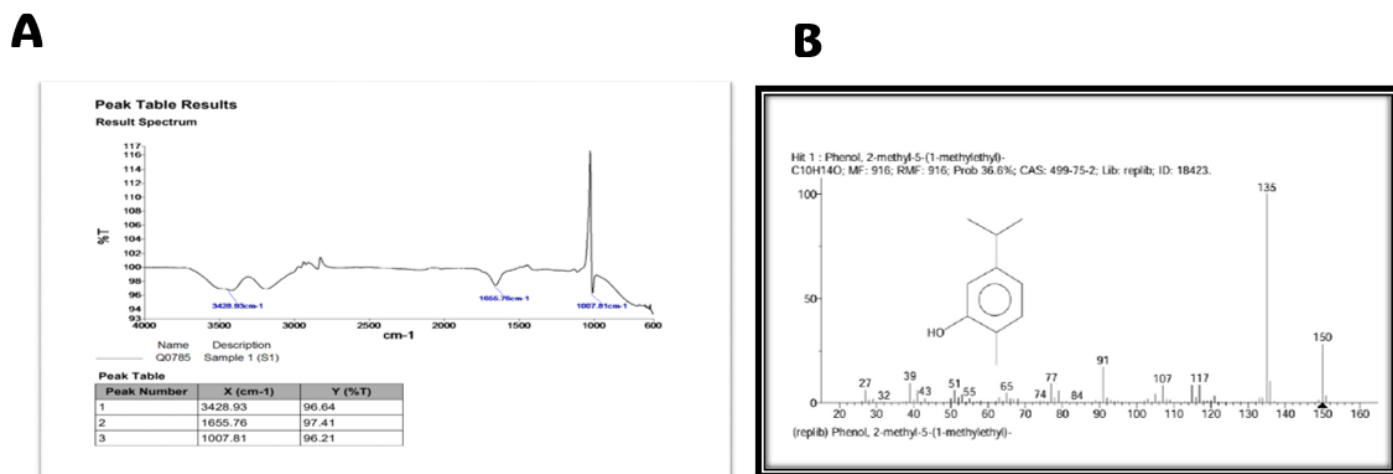 A
Peak Table Results
Result Spectrum
117
116
114
112
110
108
106
104
102
100
98
96
94
93
%T
3428.93cm-1
1655.76cm-1
1007.81cm-1
4000 3500 3000 2500 2000 1500 1000 600
cm-1
Name Description
Q0785 Sample 1 (S1)
Peak Table
Peak Number X (cm-1) Y (%T)
1 3428.93 96.64
2 1655.76 97.41
3 1007.81 96.21
B
Hit 1 : Phenol, 2-methyl-5-(1-methylethyl)-
C10H14O; MF: 916; RMF: 916; Prob 36.6%; CAS: 499-75-2; Lib: replib; ID: 18423.
100
50
0
HO
27 32 39 43 51 55 65 74 77 84 91 107 117 135 150
20 30 40 50 60 70 80 90 100 110 120 130 140 150 160
(replib) Phenol, 2-methyl-5-(1-methylethyl)-